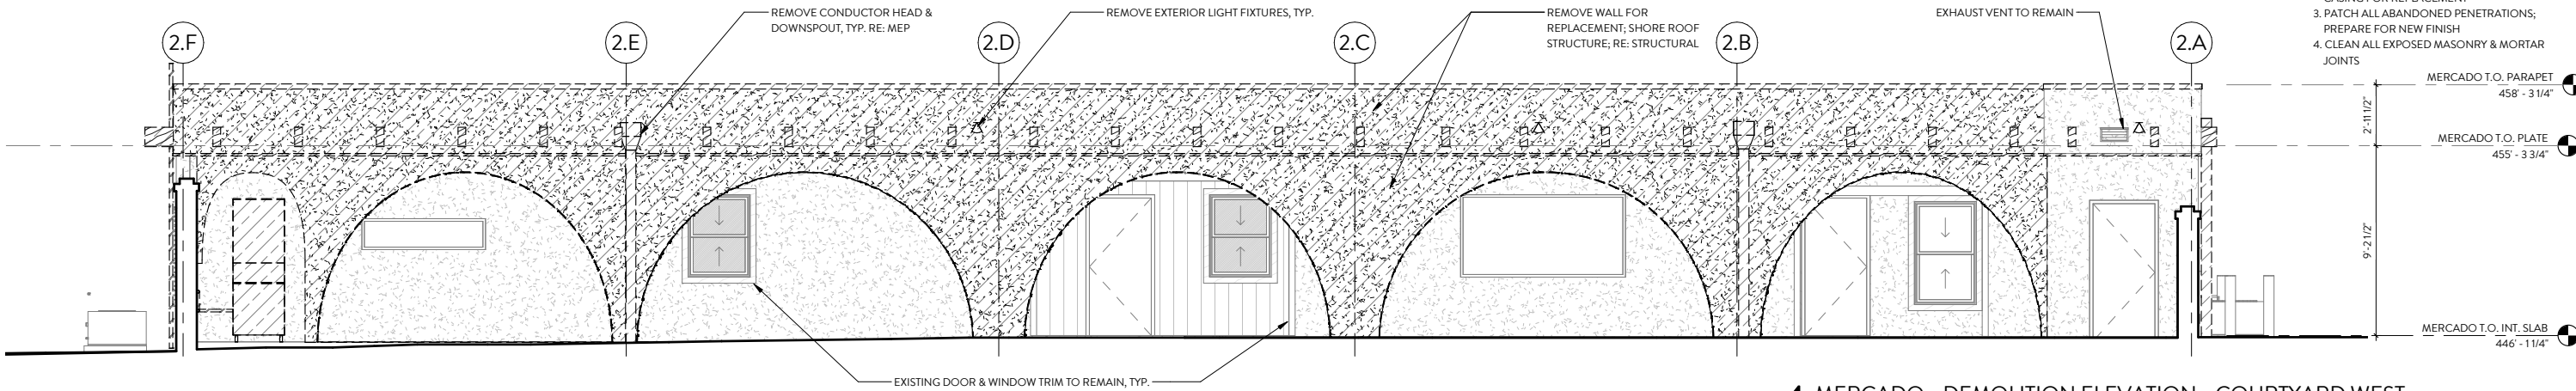 REMOVE CONDUCTOR HEAD &
DOWNSPOUT, TYP. RE: MEP
REMOVE EXTERIOR LIGHT FIXTURES, TYP.
REMOVE WALL FOR
REPLACEMENT; SHORE ROOF
STRUCTURE; RE: STRUCTURAL
EXHAUST VENT TO REMAIN
3. PATCH ALL ABANDONED PENETRATIONS;
PREPARE FOR NEW FINISH
4. CLEAN ALL EXPOSED MASONRY & MORTAR
JOINTS
2.F
2.E
2.D
2.C
2.B
2.A
MERCADO T.O. PARAPET
458' - 3 1/4"
2'-11 1/2"
MERCADO T.O. PLATE
455' - 3 3/4"
9'-2 1/2"
MERCADO T.O. INT. SLAB
446' - 1 1/4"
EXISTING DOOR & WINDOW TRIM TO REMAIN, TYP.
4 MERCADO - DEMOLITION ELEVATION - COURTYARD WEST